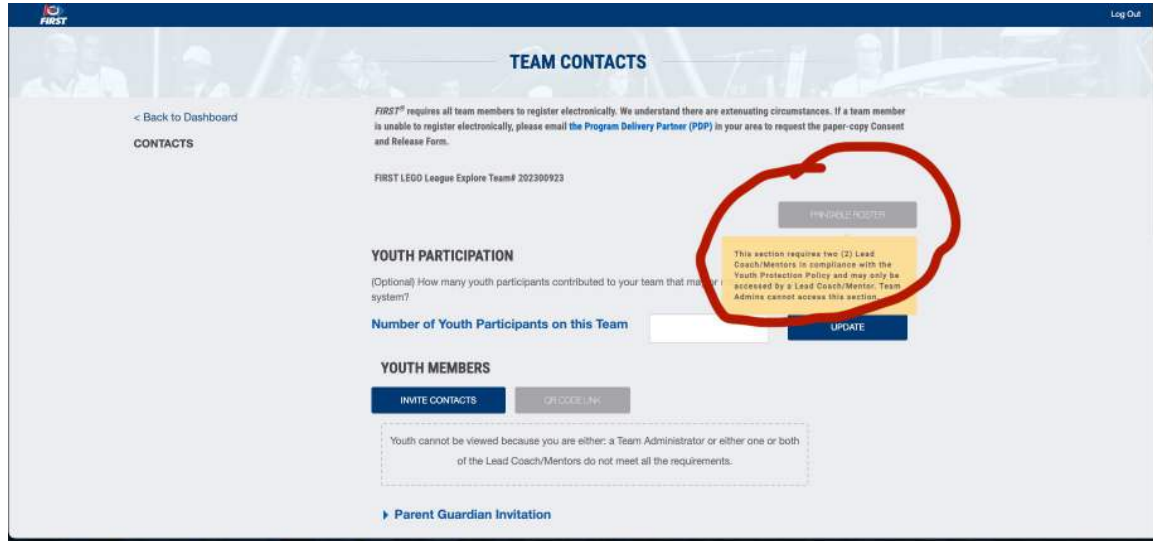 FIRST
Log Out
TEAM CONTACTS
< Back to Dashboard
CONTACTS
FIRST® requires all team members to register electronically. We understand there are extenuating circumstances. If a team member
is unable to register electronically, please email the Program Delivery Partner (PDP) in your area to request the paper-copy Consent
and Release Form.
FIRST LEGO League Explore Team# 202300923
PRINTABLE ROSTER
This section requires two (2) Lead
Coach/Mentors in compliance with the
Youth Protection Policy and may only be
accessed by a Lead Coach/Mentor. Team
Admins cannot access this section.
YOUTH PARTICIPATION
(Optional) How many youth participants contributed to your team that may or
system?
Number of Youth Participants on this Team
UPDATE
YOUTH MEMBERS
INVITE CONTACTS
QR CODE LINK
Youth cannot be viewed because you are either: a Team Administrator or either one or both
of the Lead Coach/Mentors do not meet all the requirements.
Parent Guardian Invitation